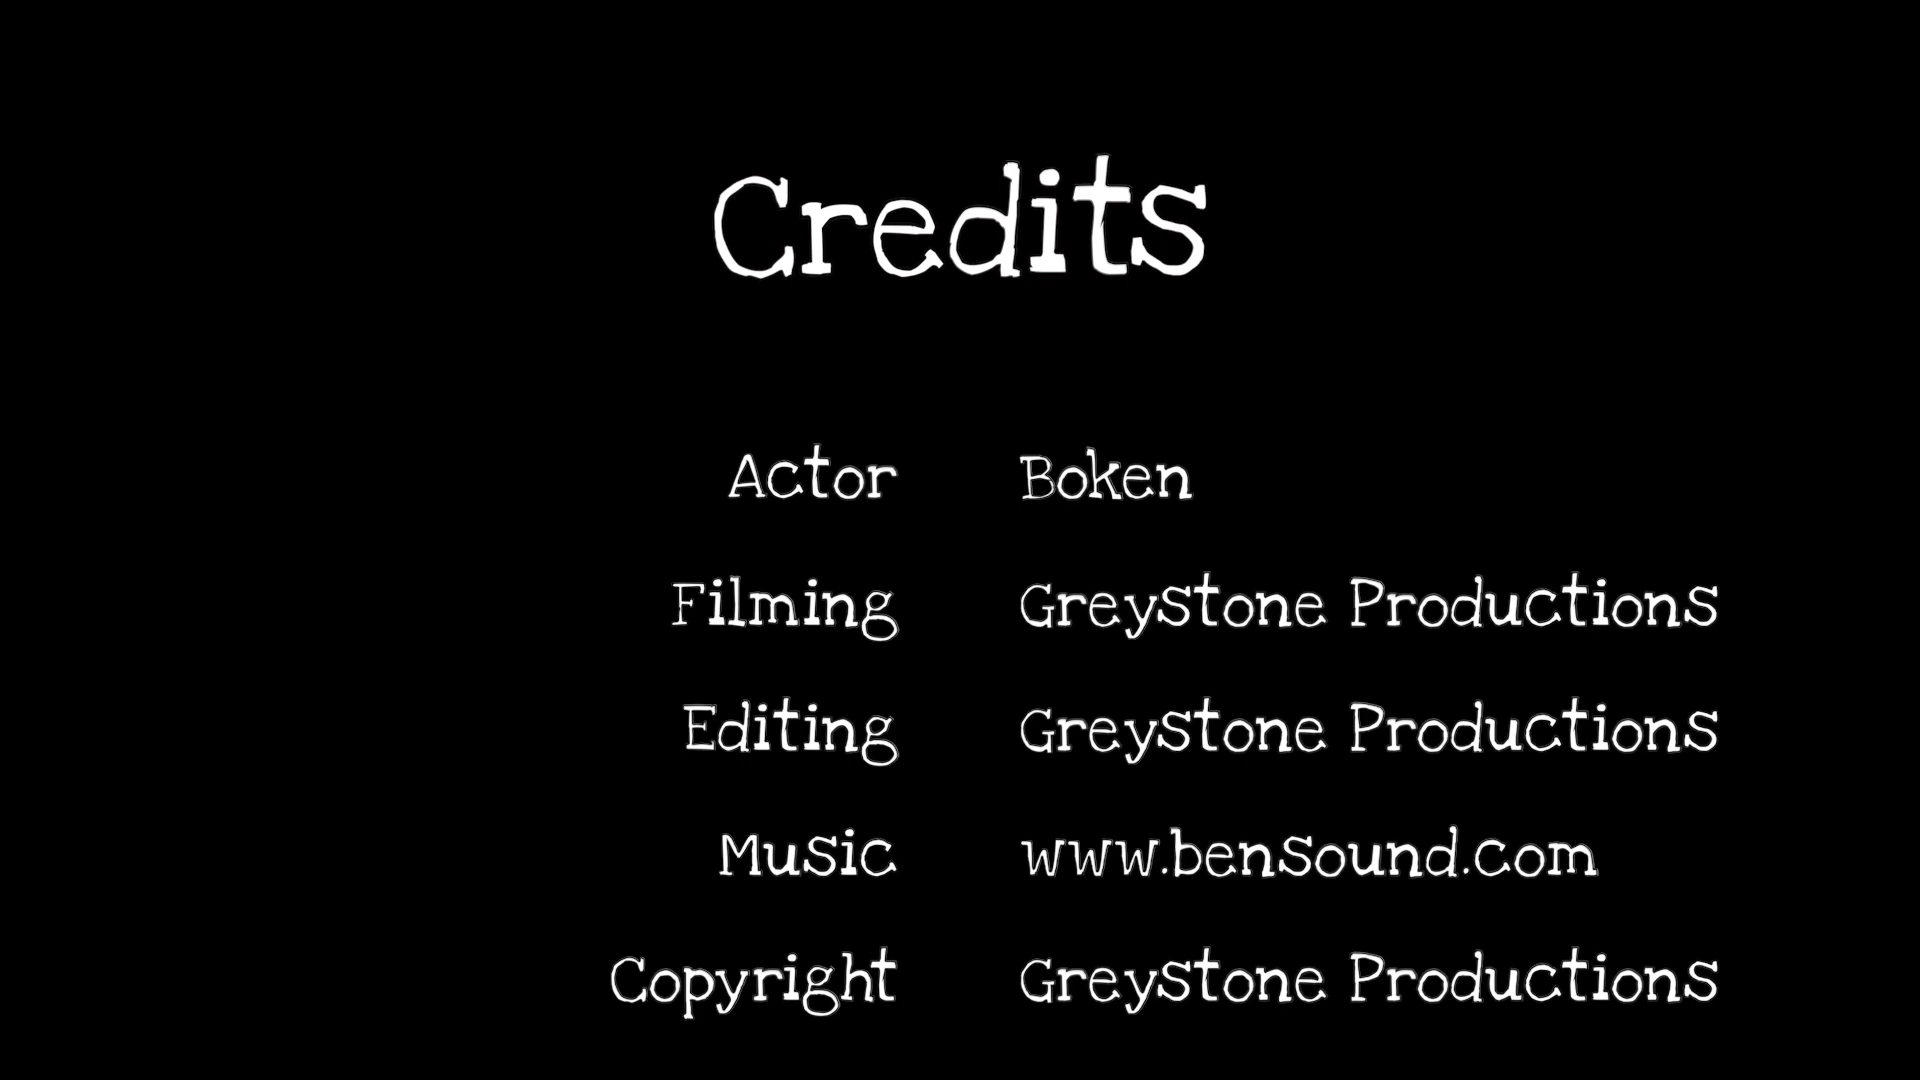 Credits
Actor Boken
Filming Greystone Productions
Editing Greystone Productions
Music www.bensound.com
Copyright Greystone Productions